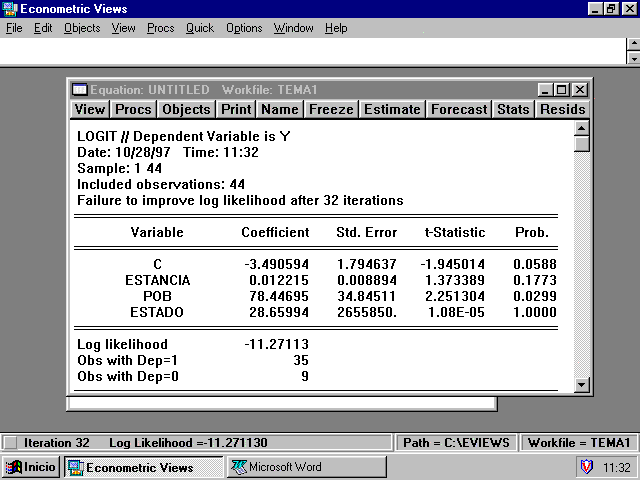 Econometric Views
File Edit Objects View Procs Quick Options Window Help
Equation: UNTITLED Workfile: TEMA1
View Procs Objects Print Name Freeze Estimate Forecast Stats Resids
LOGIT // Dependent Variable is Y
Date: 10/28/97 Time: 11:32
Sample: 1 44
Included observations: 44
Failure to improve log likelihood after 32 iterations
Variable Coefficient Std. Error t-Statistic Prob.
C -3.490594 1.794637 -1.945014 0.0588
ESTANCIA 0.012215 0.008894 1.373389 0.1773
POB 78.44695 34.84511 2.251304 0.0299
ESTADO 28.65994 2655850. 1.08E-05 1.0000
Log likelihood -11.27113
Obs with Dep=1 35
Obs with Dep=0 9
Iteration 32 Log Likelihood =-11.271130 Path = C:\EVIEWS Workfile = TEMA1
Inicio Econometric Views Microsoft Word 11:32